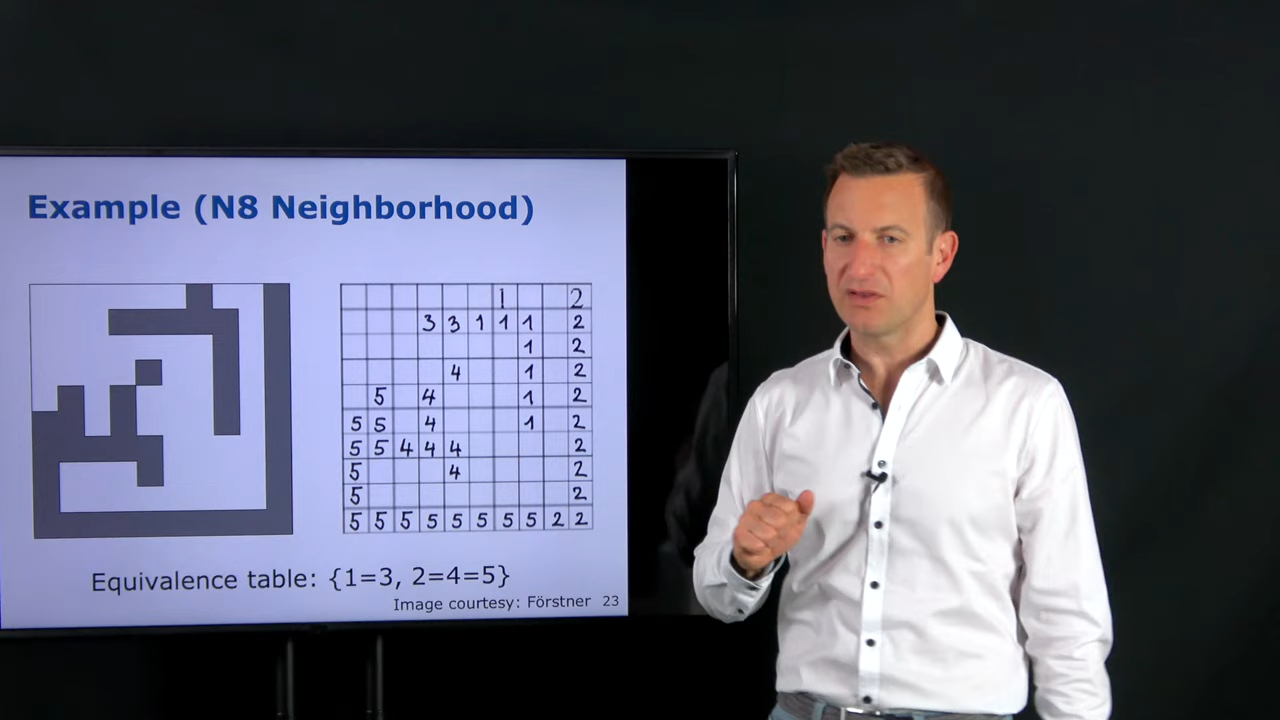 Example (N8 Neighborhood)
1 2
3 3 1 1 1 2
1 2
4 1 2
5 4 1 2
5 5 4 1 2
5 5 4 4 4 2
5 4 2
5 2
5 5 5 5 5 5 5 5 2 2
Equivalence table: {1=3, 2=4=5}
Image courtesy: Förstner 23